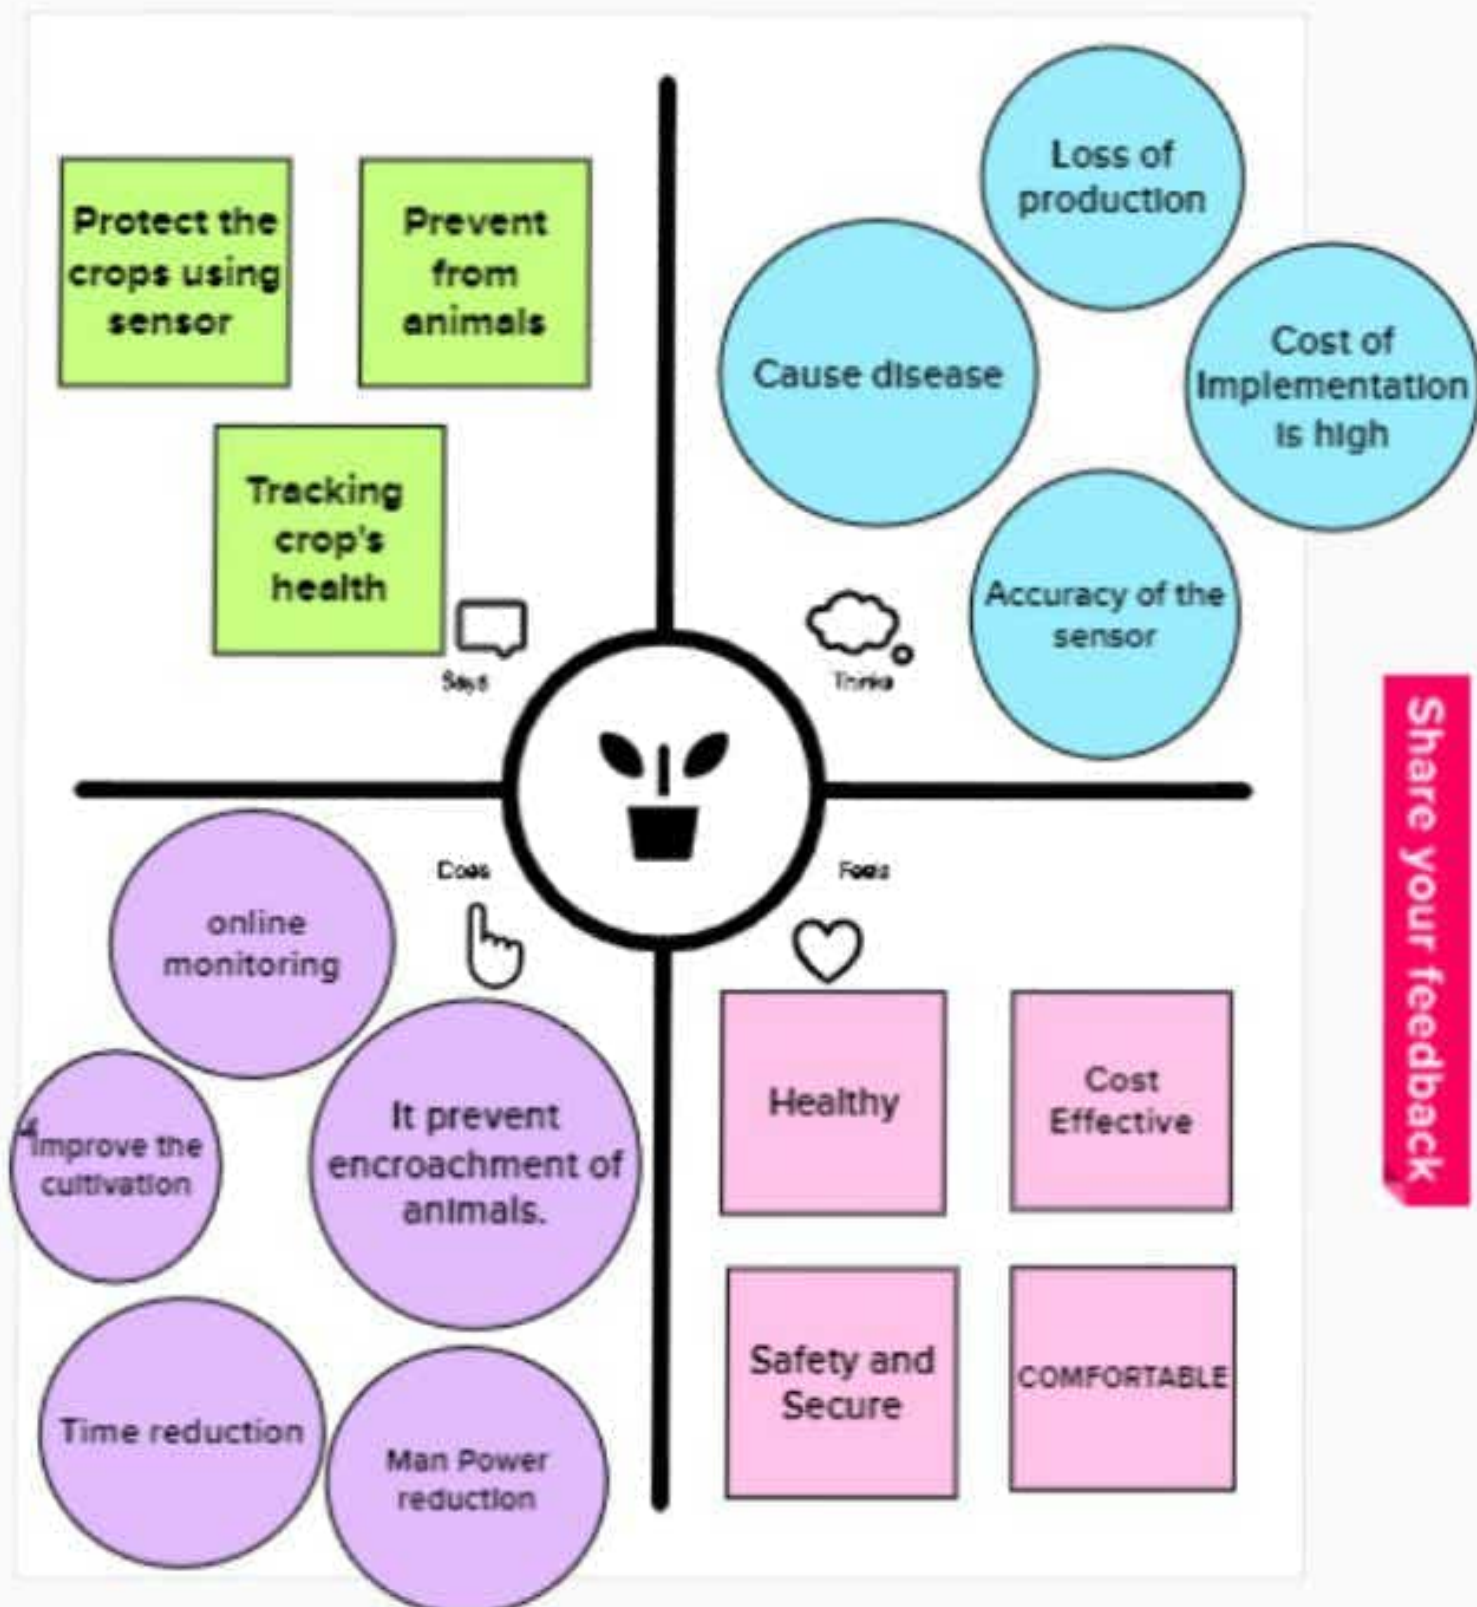 Protect the
crops using
sensor
Prevent
from
animals
Tracking
crop's
health
Says
Loss of
production
Cause disease
Cost of
Implementation
is high
Accuracy of the
sensor
Thinks
Share your feedback
Does
online
monitoring
Improve the
cultivation
It prevent
encroachment of
animals.
Time reduction
Man Power
reduction
Feels
Healthy
Cost
Effective
Safety and
Secure
COMFORTABLE